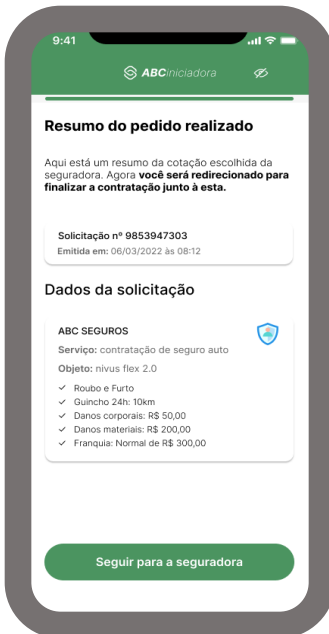 9:41
ABCiniciadora
Resumo do pedido realizado
Aqui está um resumo da cotação escolhida da
seguradora. Agora você será redirecionado para
finalizar a contratação junto à esta.
Solicitação nº 9853947303
Emitida em: 06/03/2022 às 08:12
Dados da solicitação
ABC SEGUROS
Serviço: contratação de seguro auto
Objeto: nivus flex 2.0
Roubo e Furto
Guincho 24h: 10km
Danos corporais: R$ 50,00
Danos materiais: R$ 200,00
Franquia: Normal de R$ 300,00
Seguir para a seguradora